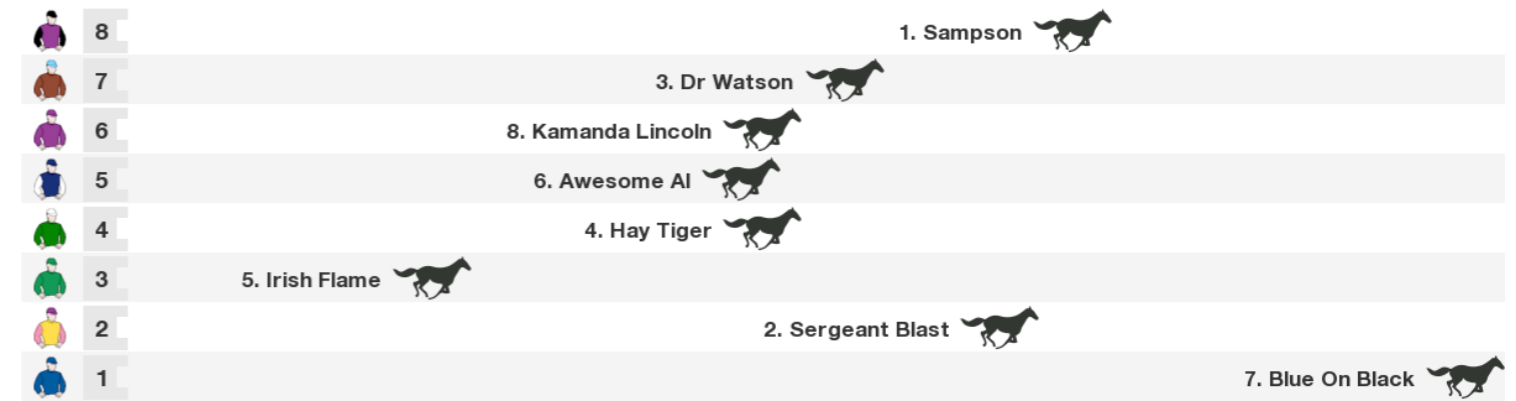 8 1. Sampson
7 3. Dr Watson
6 8. Kamanda Lincoln
5 6. Awesome Al
4 4. Hay Tiger
3 5. Irish Flame
2 2. Sergeant Blast
1 7. Blue On Black